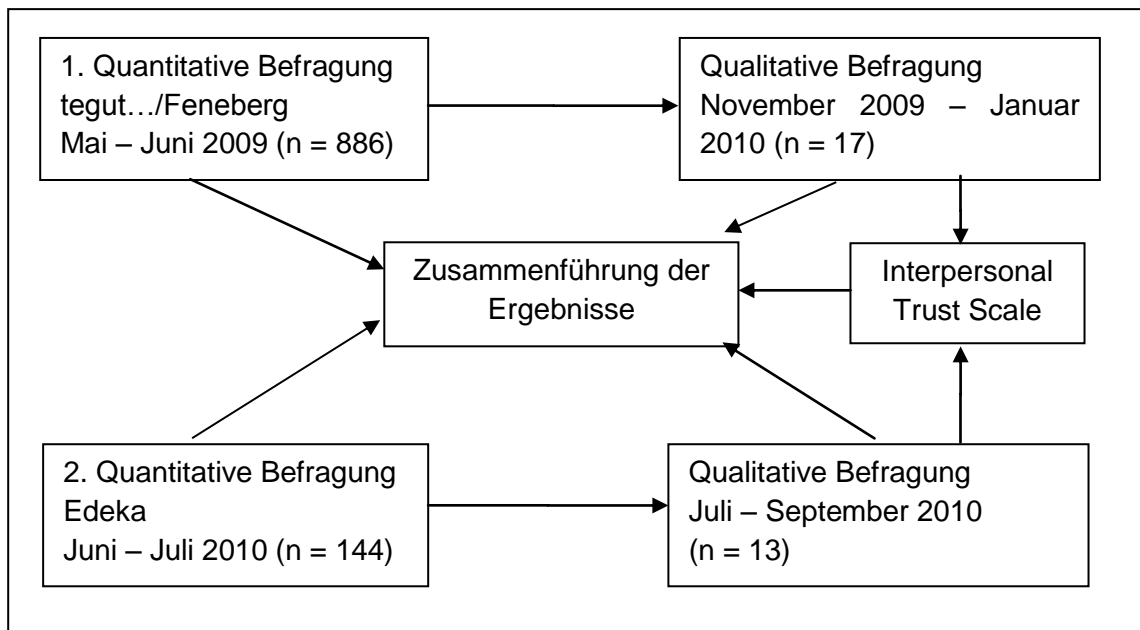 1. Quantitative Befragung
tegut…/Feneberg
Mai – Juni 2009 (n = 886)
Qualitative Befragung
November 2009 – Januar
2010 (n = 17)
Zusammenführung der
Ergebnisse
Interpersonal
Trust Scale
2. Quantitative Befragung
Edeka
Juni – Juli 2010 (n = 144)
Qualitative Befragung
Juli – September 2010
(n = 13)